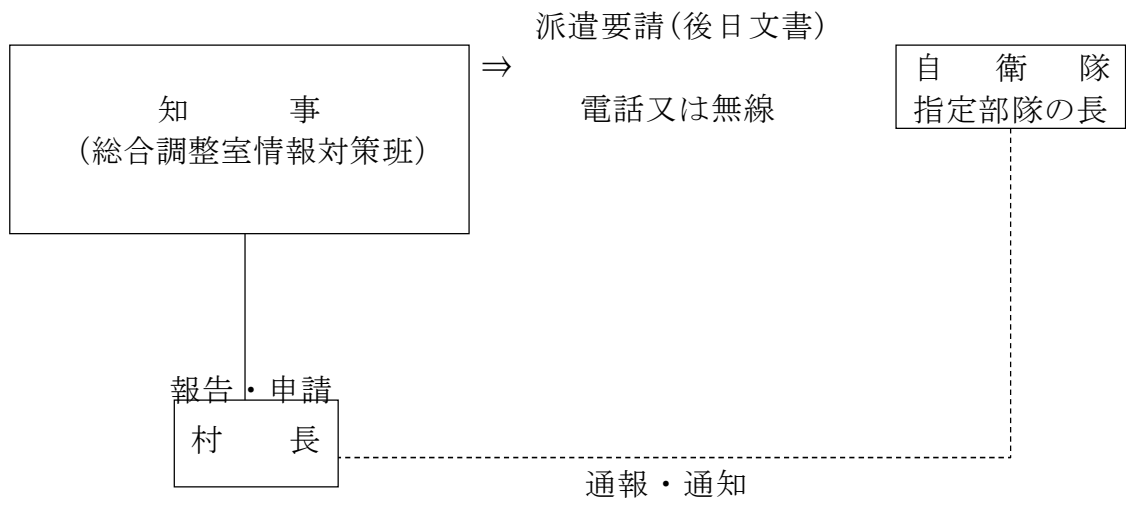 派遣要請(後日文書)
⇒
自 衛 隊
指定部隊の長
知 事
(総合調整室情報対策班)
電話又は無線
報告・申請
村 長
通報・通知